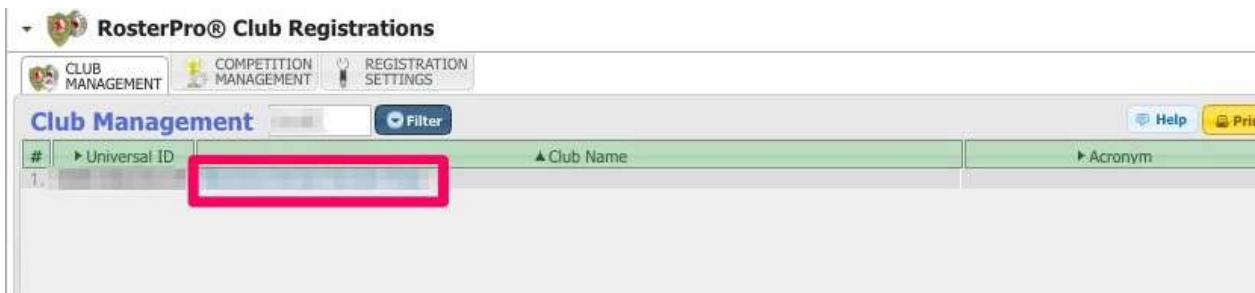 RosterPro® Club Registrations
CLUB MANAGEMENT
COMPETITION MANAGEMENT
REGISTRATION SETTINGS
Club Management
Filter
Help
Prin
# Universal ID Club Name Acronym
1.